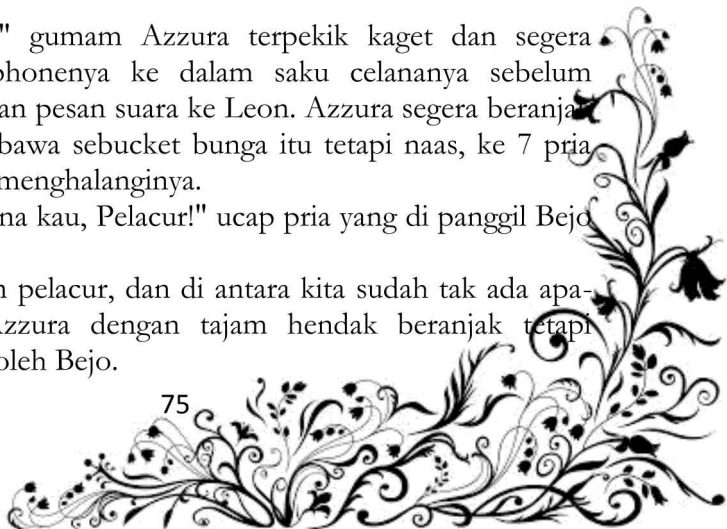 " gumam Azzura terpekik kaget dan segera
phonenya ke dalam saku celananya sebelum
an pesan suara ke Leon. Azzura segera beranjak
bawa sebucket bunga itu tetapi naas, ke 7 pria
menghalanginya.
na kau, Pelacur!" ucap pria yang di panggil Bejo
pelacur, dan di antara kita sudah tak ada apa-
Azzura dengan tajam hendak beranjak tetapi
oleh Bejo.
75